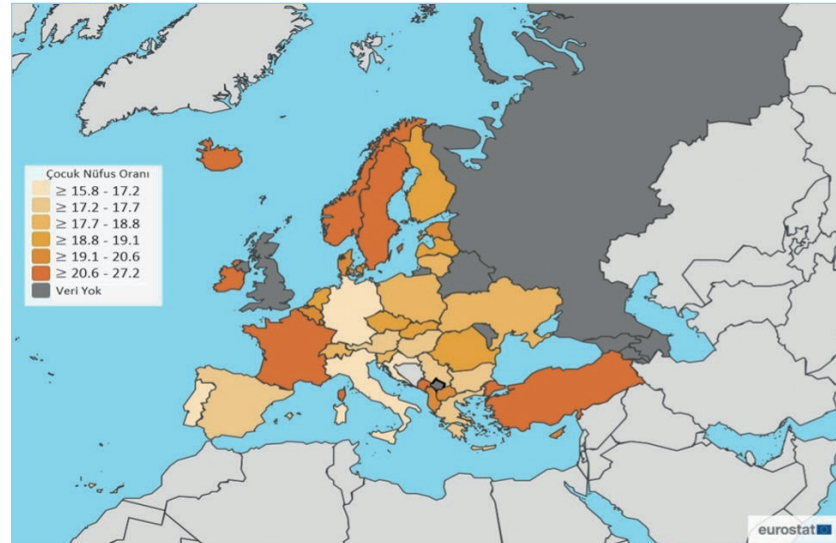 Çocuk Nüfus Oranı
≥ 15.8 - 17.2
≥ 17.2 - 17.7
≥ 17.7 - 18.8
≥ 18.8 - 19.1
≥ 19.1 - 20.6
≥ 20.6 - 27.2
Veri Yok
eurostat